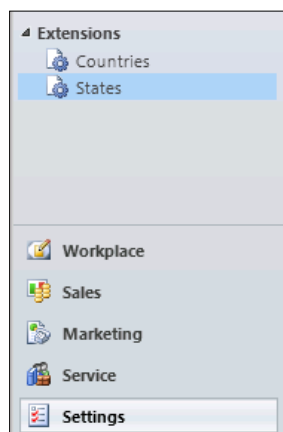 Extensions
Countries
States
Workplace
Sales
Marketing
Service
Settings